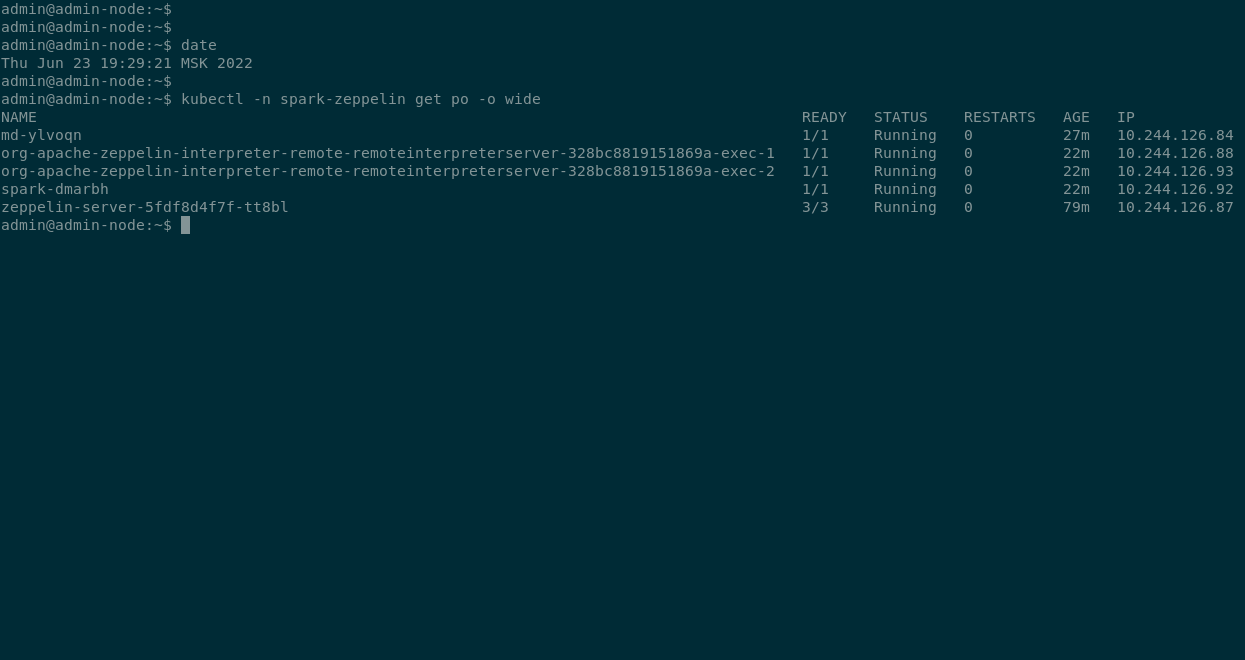 admin@admin-node:~$
admin@admin-node:~$
admin@admin-node:~$ date
Thu Jun 23 19:29:21 MSK 2022
admin@admin-node:~$
admin@admin-node:~$ kubectl -n spark-zeppelin get po -o wide
NAME READY STATUS RESTARTS AGE IP
md-ylvoqn 1/1 Running 0 27m 10.244.126.84
org-apache-zeppelin-interpreter-remote-remoteinterpreterserver-328bc8819151869a-exec-1 1/1 Running 0 22m 10.244.126.88
org-apache-zeppelin-interpreter-remote-remoteinterpreterserver-328bc8819151869a-exec-2 1/1 Running 0 22m 10.244.126.93
spark-dmarbh 1/1 Running 0 22m 10.244.126.92
zeppelin-server-5fdf8d4f7f-tt8bl 3/3 Running 0 79m 10.244.126.87
admin@admin-node:~$